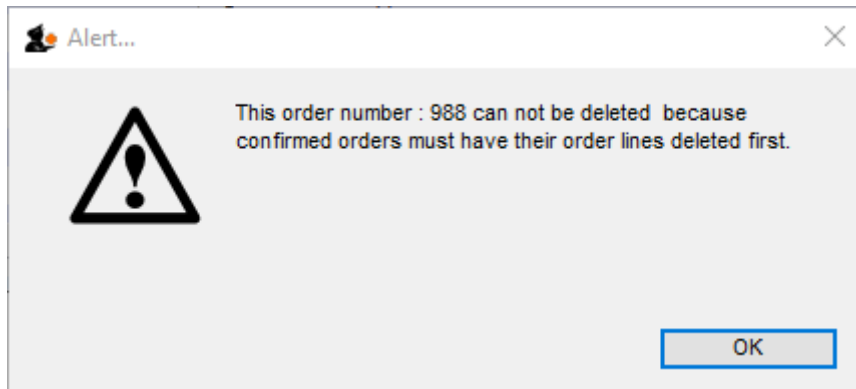 Alert...
This order number : 988 can not be deleted  because
confirmed orders must have their order lines deleted first.
OK